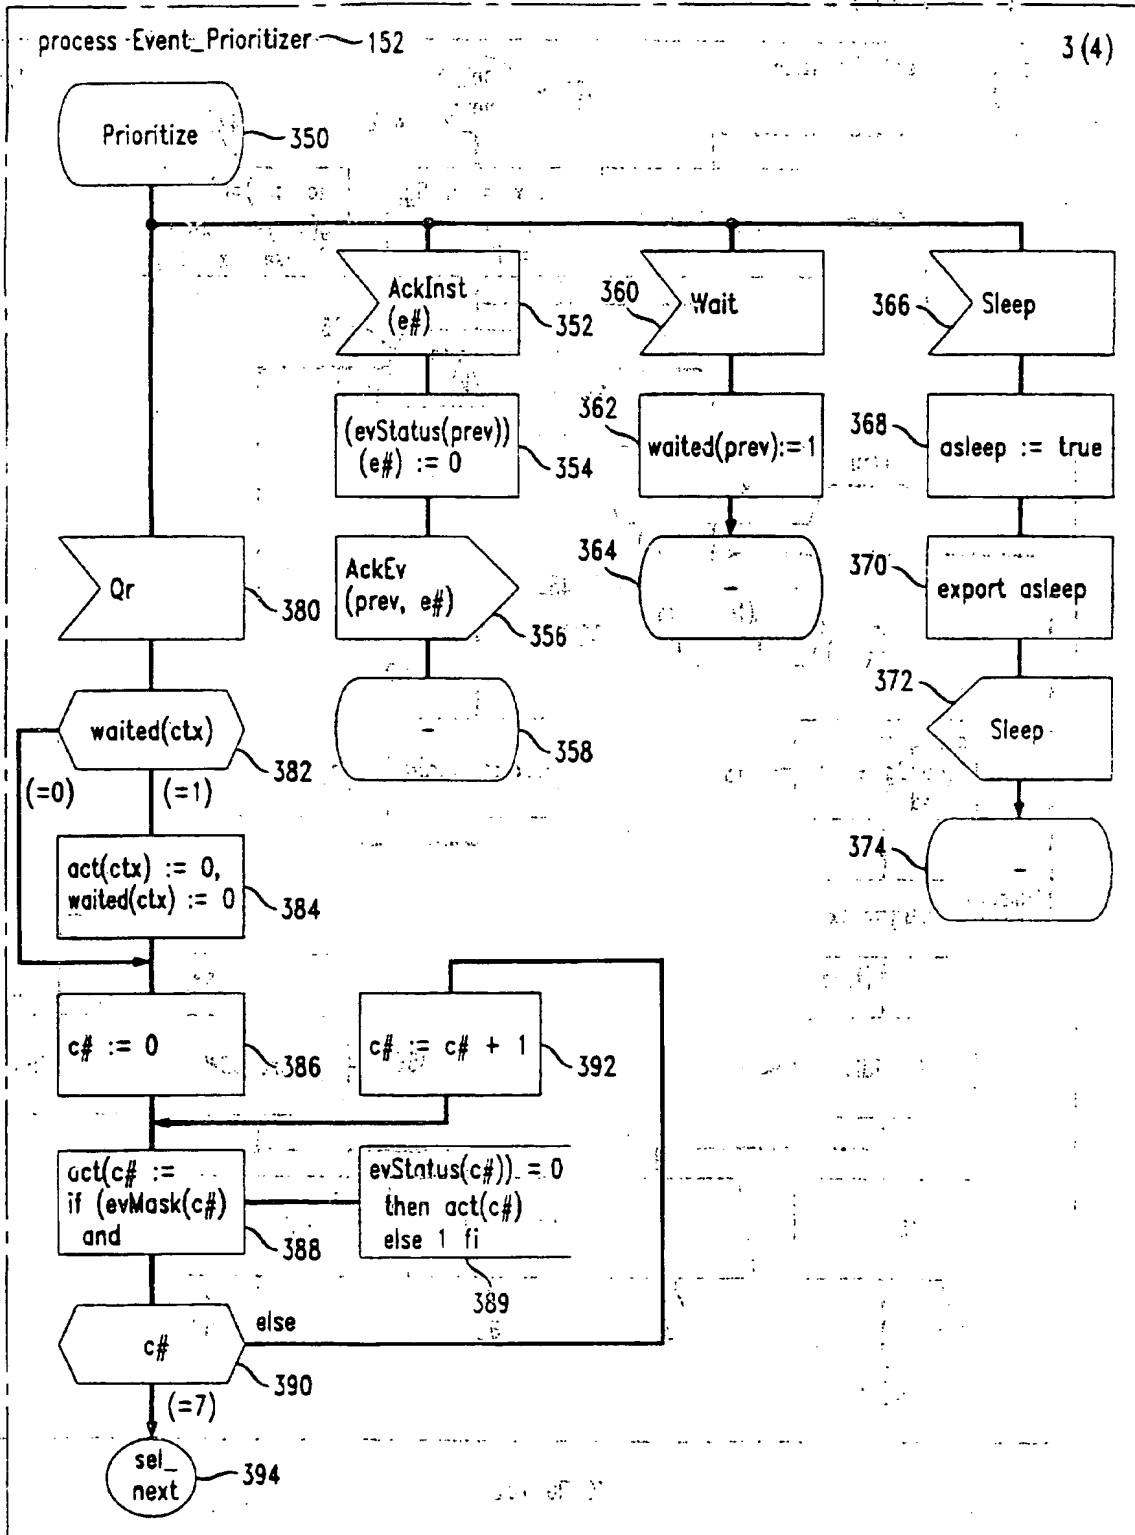 process Event_Prioritizer 152
3(4)
Prioritize
350
AckInst
(e#)
352
360
Wait
366
Sleep
(evStatus(prev))
(e#) := 0
354
362
waited(prev):=1
368
asleep := true
Qr
380
AckEv
(prev, e#)
356
364
-
370
export asleep
waited(ctx)
382
(=0)
(=1)
-
358
372
Sleep
act(ctx) := 0,
waited(ctx) := 0
384
374
-
c# := 0
386
c# := c# + 1
392
act(c# :=
if (evMask(c#)
and
388
evStatus(c#)) = 0
then act(c#)
else 1 fi
389
c#
else
390
(=7)
sel_
next
394